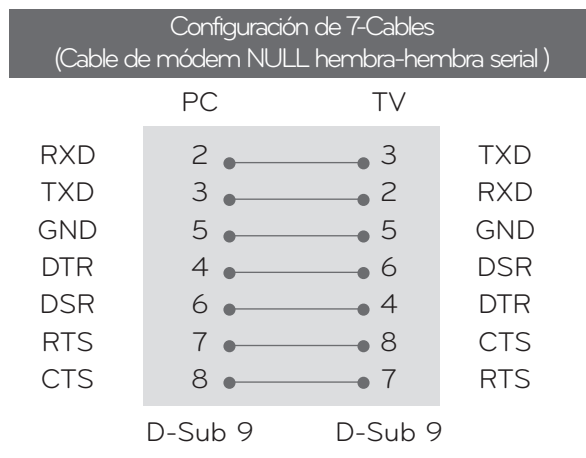 Configuración de 7-Cables
(Cable de módem NULL hembra-hembra serial )
PC TV
RXD 2 3 TXD
TXD 3 2 RXD
GND 5 5 GND
DTR 4 6 DSR
DSR 6 4 DTR
RTS 7 8 CTS
CTS 8 7 RTS
D-Sub 9 D-Sub 9